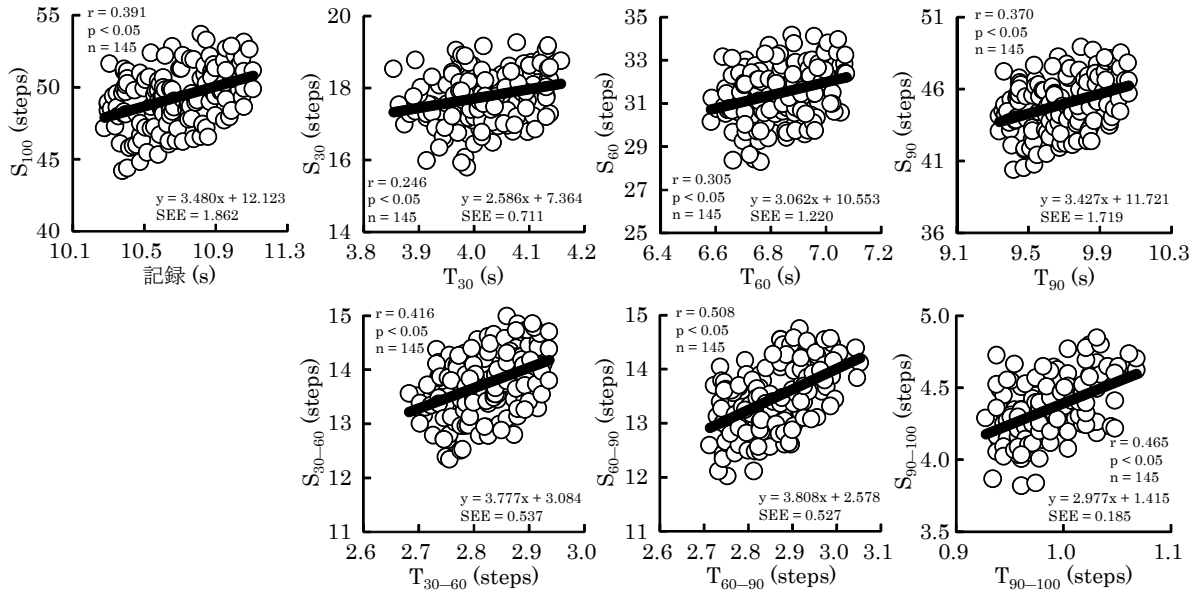 r = 0.391
p < 0.05
n = 145
y = 3.480x + 12.123
SEE = 1.862
S100 (steps)
55
50
45
40
10.1
10.5
10.9
11.3
記録 (s)
r = 0.246
p < 0.05
n = 145
y = 2.586x + 7.364
SEE = 0.711
S30 (steps)
20
18
16
14
3.8
4.0
4.2
T30 (s)
r = 0.305
p < 0.05
n = 145
y = 3.062x + 10.553
SEE = 1.220
S60 (steps)
35
33
31
28
25
6.4
6.6
6.8
7.0
7.2
T60 (s)
r = 0.370
p < 0.05
n = 145
y = 3.427x + 11.721
SEE = 1.719
S90 (steps)
51
46
41
36
9.1
9.5
9.9
10.3
T90 (s)
r = 0.416
p < 0.05
n = 145
y = 3.777x + 3.084
SEE = 0.537
S30–60 (steps)
15
14
13
12
11
2.6
2.7
2.8
2.9
3.0
T30–60 (steps)
r = 0.508
p < 0.05
n = 145
y = 3.808x + 2.578
SEE = 0.527
S60–90 (steps)
15
14
13
12
11
2.6
2.7
2.8
2.9
3.0
3.1
T60–90 (steps)
r = 0.465
p < 0.05
n = 145
y = 2.977x + 1.415
SEE = 0.185
S90–100 (steps)
5.0
4.5
4.0
3.5
0.9
1.0
1.1
T90–100 (steps)